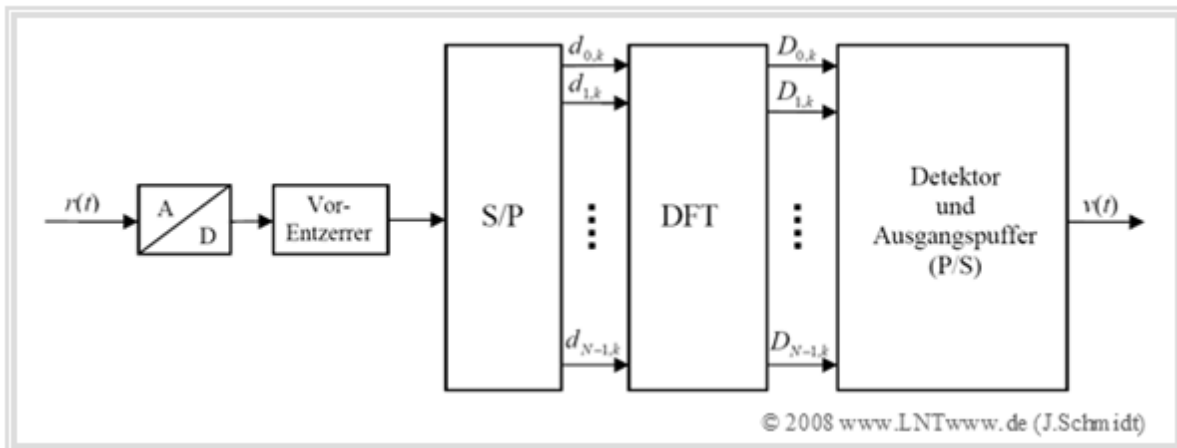 r(t)
A
D
Vor-
Entzerrer
S/P
d0,k
d1,k
dN−1,k
DFT
D0,k
D1,k
DN−1,k
Detektor
und
Ausgangspuffer
(P/S)
v(t)
© 2008 www.LNTwww.de (J.Schmidt)